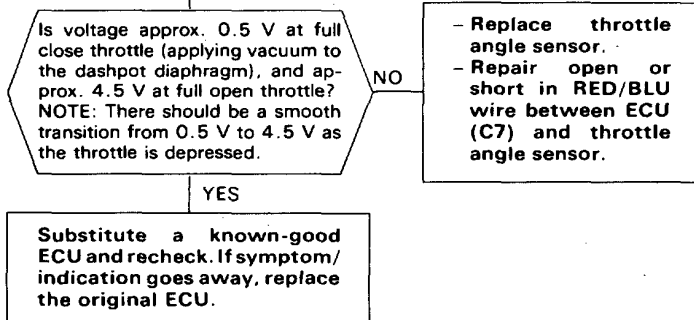 Is voltage approx. 0.5 V at full
close throttle (applying vacuum to
the dashpot diaphragm), and ap-
prox. 4.5 V at full open throttle?
NOTE: There should be a smooth
transition from 0.5 V to 4.5 V as
the throttle is depressed.
NO
– Replace throttle
angle sensor.
– Repair open or
short in RED/BLU
wire between ECU
(C7) and throttle
angle sensor.
YES
Substitute a known-good
ECU and recheck. If symptom/
indication goes away, replace
the original ECU.